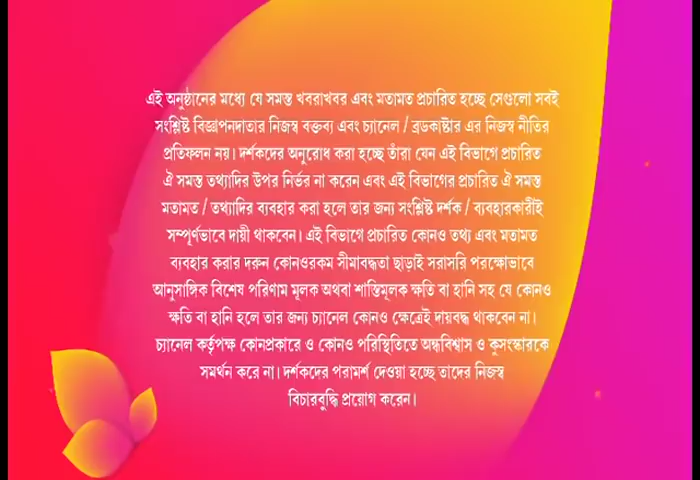 এই অনুষ্ঠানের মধ্যে যে সমস্ত খবরাখবর এবং মতামত প্রচারিত হচ্ছে সেগুলো সবই
সংশ্লিষ্ট বিজ্ঞাপনদাতার নিজস্ব বক্তব্য এবং চ্যানেল / ব্রডকাষ্টার এর নিজস্ব নীতির
প্রতিফলন নয়। দর্শকদের অনুরোধ করা হচ্ছে তাঁরা যেন এই বিভাগে প্রচারিত
ঐ সমস্ত তথ্যাদির উপর নির্ভর না করেন এবং এই বিভাগের প্রচারিত ঐ সমস্ত
মতামত / তথ্যাদির ব্যবহার করা হলে তার জন্য সংশ্লিষ্ট দর্শক / ব্যবহারকারীই
সম্পূর্ণভাবে দায়ী থাকবেন। এই বিভাগে প্রচারিত কোনও তথ্য এবং মতামত
ব্যবহার করার দরুন কোনওরকম সীমাবদ্ধতা ছাড়াই সরাসরি পরক্ষোভাবে
আনুসাঙ্গিক বিশেষ পরিণাম মূলক অথবা শাস্তিমূলক ক্ষতি বা হানি সহ যে কোনও
ক্ষতি বা হানি হলে তার জন্য চ্যানেল কোনও ক্ষেত্রেই দায়বদ্ধ থাকবেন না।
চ্যানেল কর্তৃপক্ষ কোনপ্রকারে ও কোনও পরিস্থিতিতে অন্ধবিশ্বাস ও কুসংস্কারকে
সমর্থন করে না। দর্শকদের পরামর্শ দেওয়া হচ্ছে তাদের নিজস্ব
বিচারবুদ্ধি প্রয়োগ করেন।